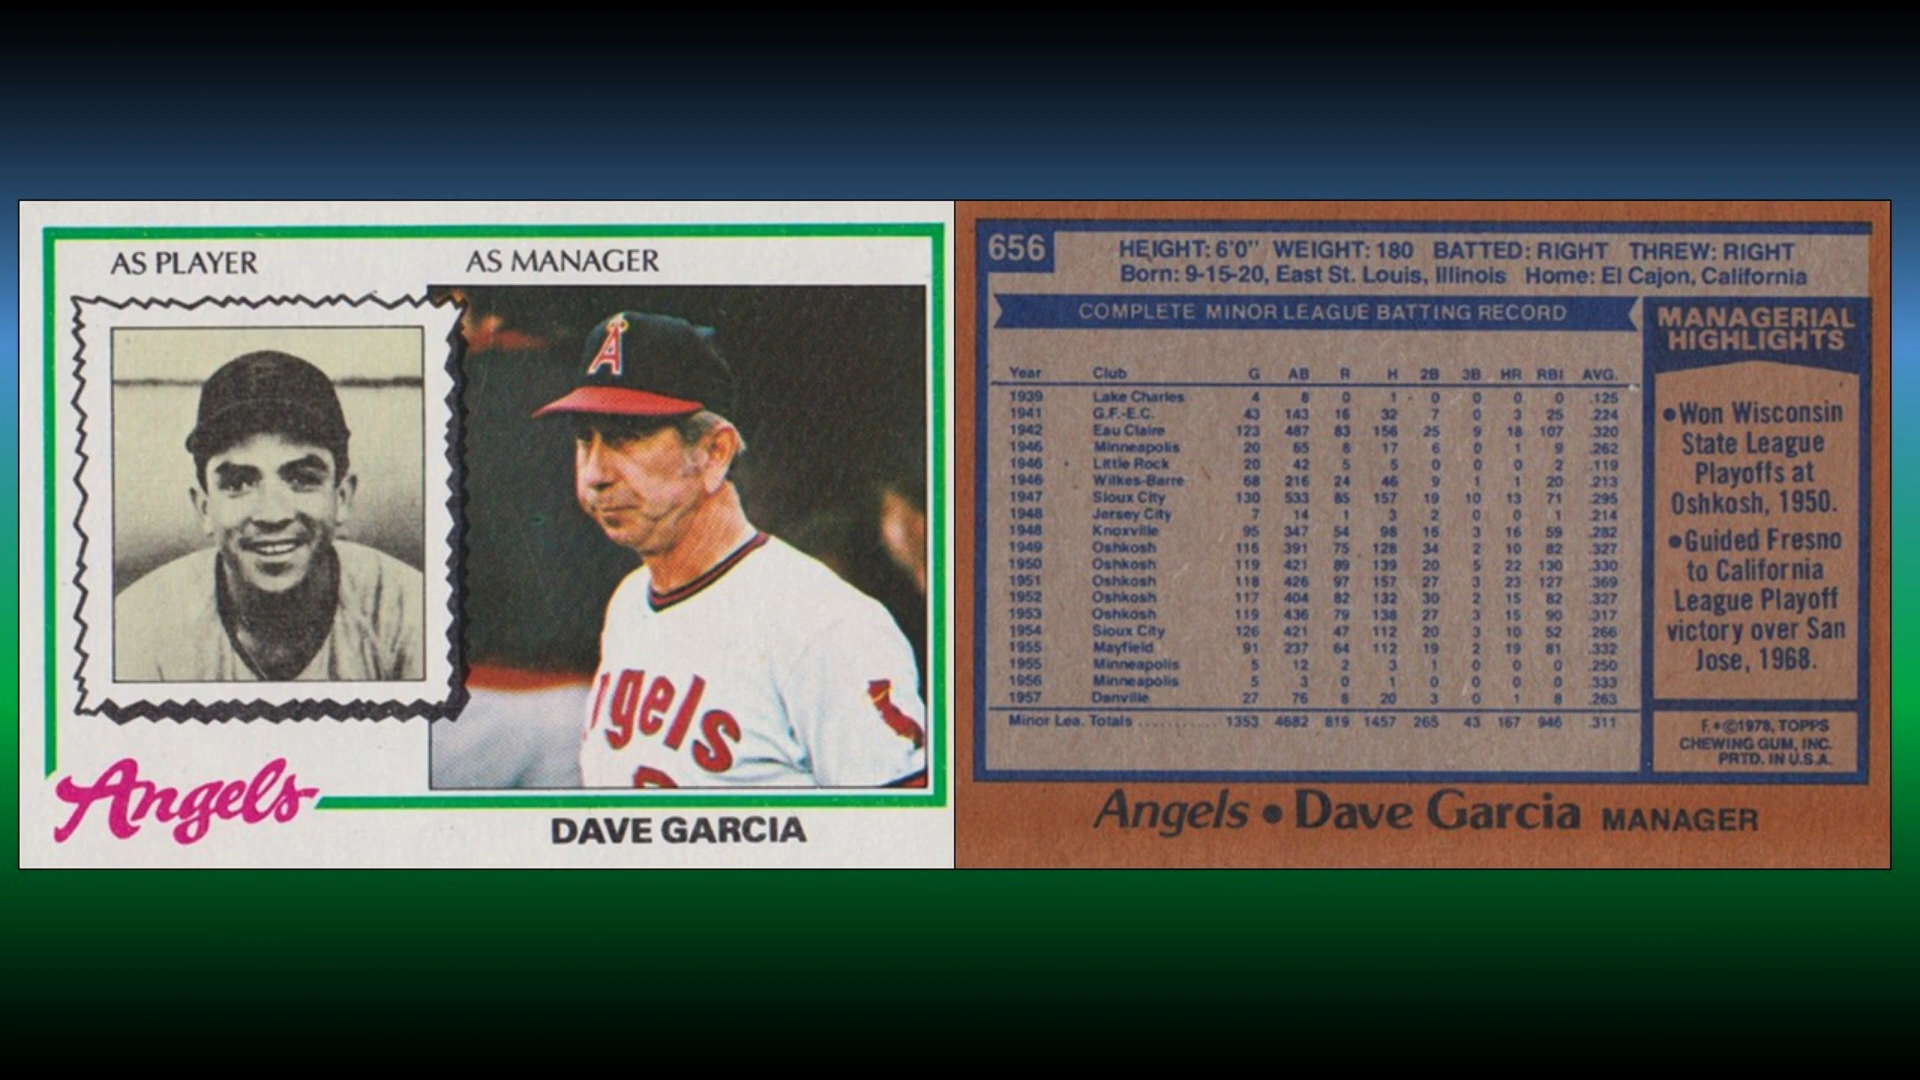 AS PLAYER
AS MANAGER
A
ngels
Angels
DAVE GARCIA
656
HEIGHT: 6'0" WEIGHT: 180 BATTED: RIGHT THREW: RIGHT
Born: 9-15-20, East St. Louis, Illinois Home: El Cajon, California
COMPLETE MINOR LEAGUE BATTING RECORD
Year Club G AB R H 2B 3B HR RBI AVG.
1939 Lake Charles 4 8 0 1 0 0 0 0 .125
1941 G.F.-E.C. 43 143 16 32 7 0 3 25 .224
1942 Eau Claire 123 487 83 156 25 9 18 107 .320
1946 Minneapolis 20 65 8 17 6 0 1 9 .262
1946 Little Rock 20 42 5 5 0 0 0 2 .119
1946 Wilkes-Barre 68 216 24 46 9 1 1 20 .213
1947 Sioux City 130 533 85 157 19 10 13 71 .295
1948 Jersey City 7 14 1 3 2 0 0 1 .214
1948 Knoxville 95 347 54 98 16 3 16 59 .282
1949 Oshkosh 116 391 75 128 34 2 10 82 .327
1950 Oshkosh 119 421 89 139 20 5 22 130 .330
1951 Oshkosh 118 426 97 157 27 3 23 127 .369
1952 Oshkosh 117 404 82 132 30 2 15 82 .327
1953 Oshkosh 119 436 79 138 27 3 15 90 .317
1954 Sioux City 126 421 47 112 20 3 10 52 .266
1955 Mayfield 91 237 64 112 19 2 19 81 .332
1955 Minneapolis 5 12 2 3 1 0 0 0 .250
1956 Minneapolis 5 3 0 1 0 0 0 0 .333
1957 Danville 27 76 8 20 3 0 1 8 .263
Minor Lea. Totals .......... 1353 4682 819 1457 265 43 167 946 .311
MANAGERIAL
HIGHLIGHTS
•Won Wisconsin
State League
Playoffs at
Oshkosh, 1950.
•Guided Fresno
to California
League Playoff
victory over San
Jose, 1968.
F. •©1978, TOPPS
CHEWING GUM, INC.
PRTD. IN U.S.A.
Angels • Dave Garcia MANAGER